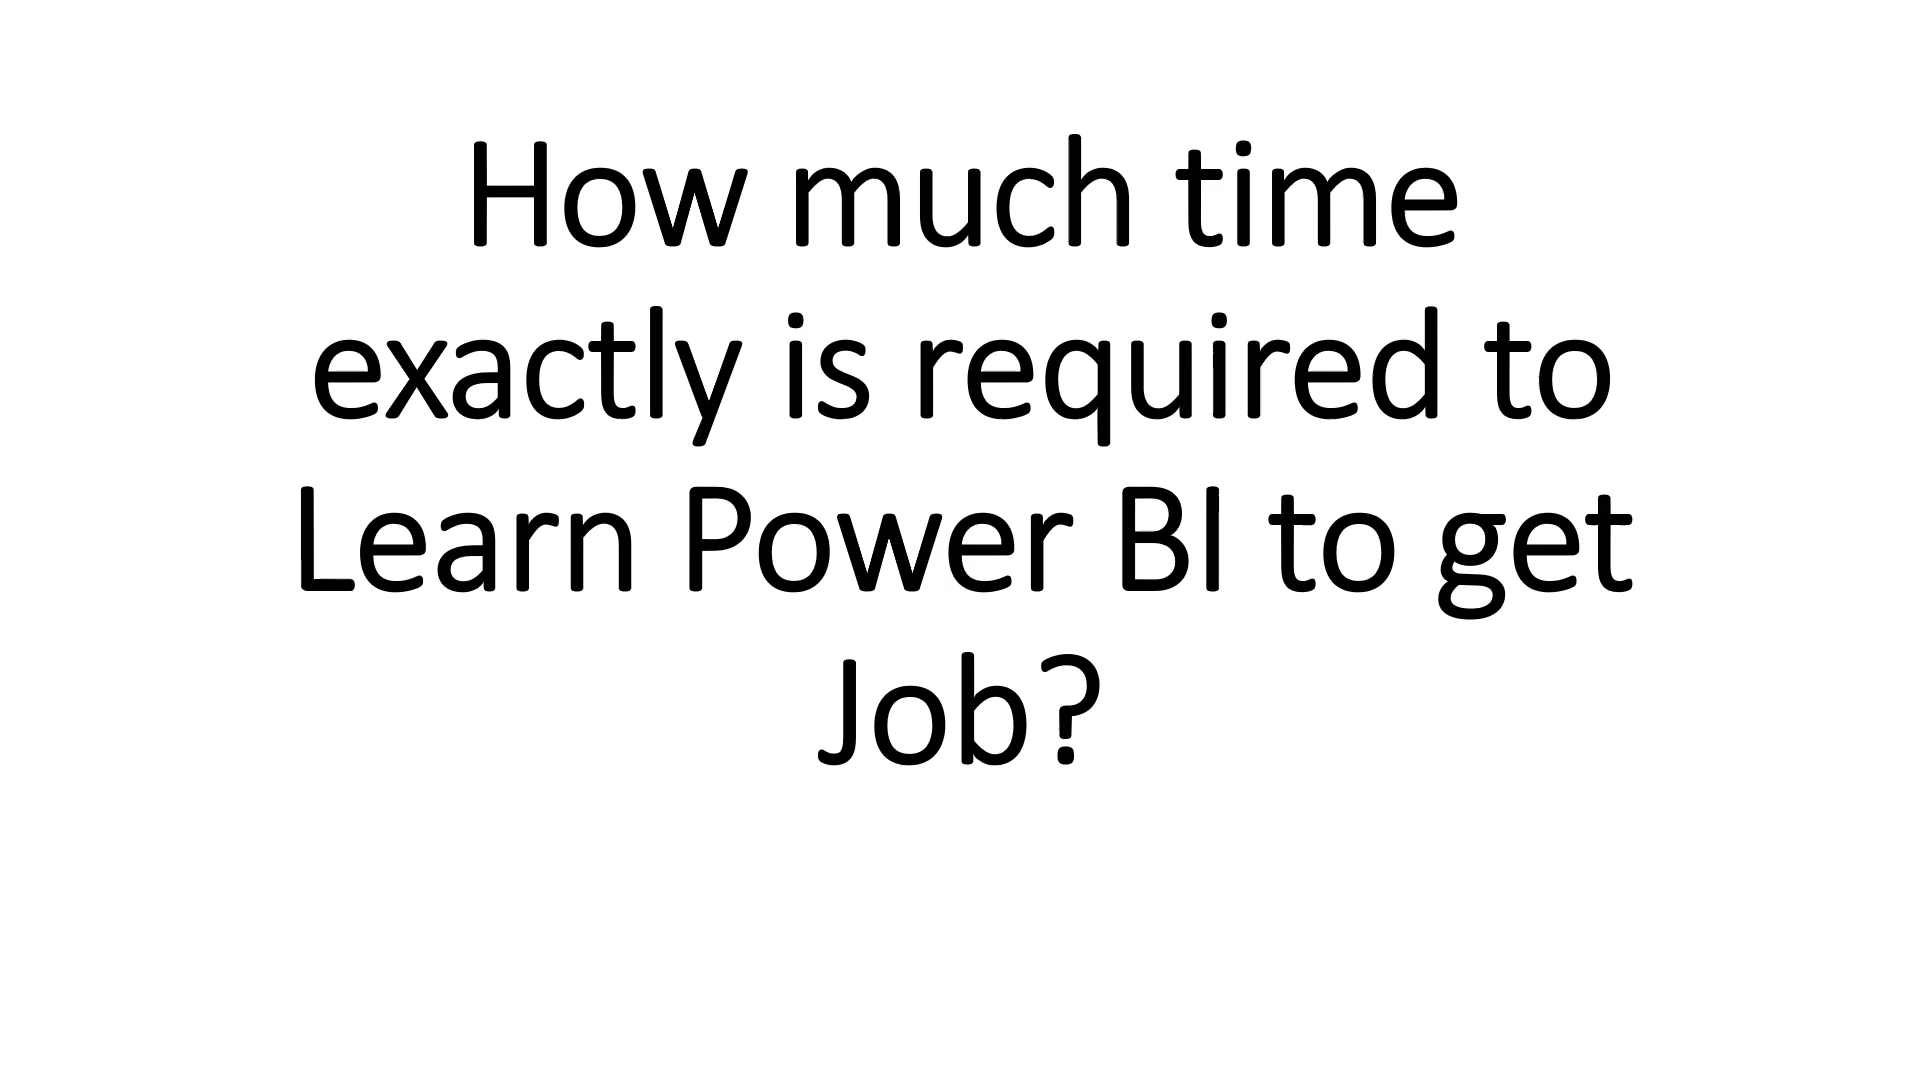 How much time
exactly is required to
Learn Power BI to get
Job?